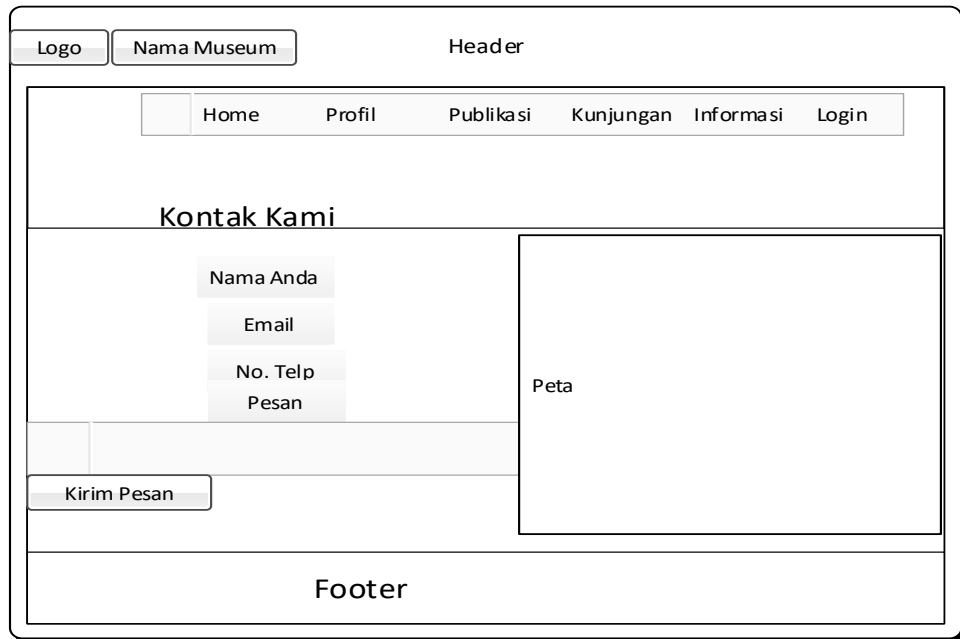 Logo Nama Museum Header
Home Profil Publikasi Kunjungan Informasi Login
Kontak Kami
Nama Anda
Email
No. Telp
Peta
Pesan
Kirim Pesan
Footer